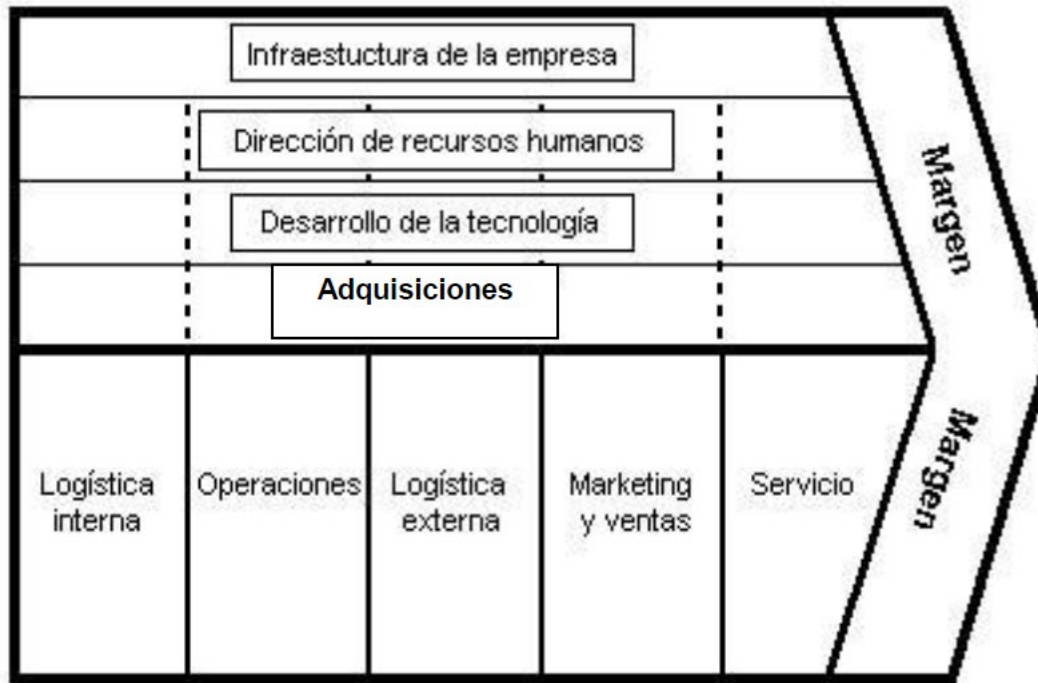 Infraestuctura de la empresa
Dirección de recursos humanos
Desarrollo de la tecnología
Adquisiciones
Margen
Logística
interna
Operaciones
Logística
externa
Marketing
y ventas
Servicio
Margen